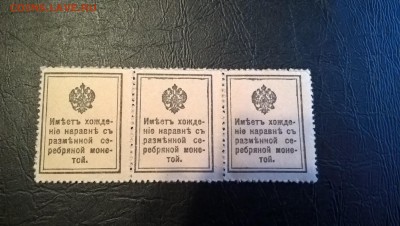 Имѣетъ хожде-
ніе наравнѣ съ
размѣнной се-
ребряной моне-
той.
Имѣетъ хожде-
ніе наравнѣ съ
размѣнной се-
ребряной моне-
той.
Имѣетъ хожде-
ніе наравнѣ съ
размѣнной се-
ребряной моне-
той.